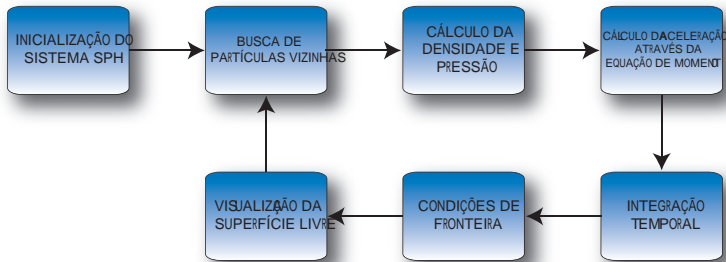 INICIALIZAÇÃO DO
SISTEMA SPH
BUSCA DE
PARTÍCULAS VIZINHAS
CÁLCULO DA
DENSIDADE E
PRESSÃO
CÁLCULO DA ACELERAÇÃO
ATRAVÉS DA
EQUAÇÃO DE MOMENTO
VISUALIZAÇÃO DA
SUPERFÍCIE LIVRE
CONDIÇÕES DE
FRONTEIRA
INTEGRAÇÃO
TEMPORAL